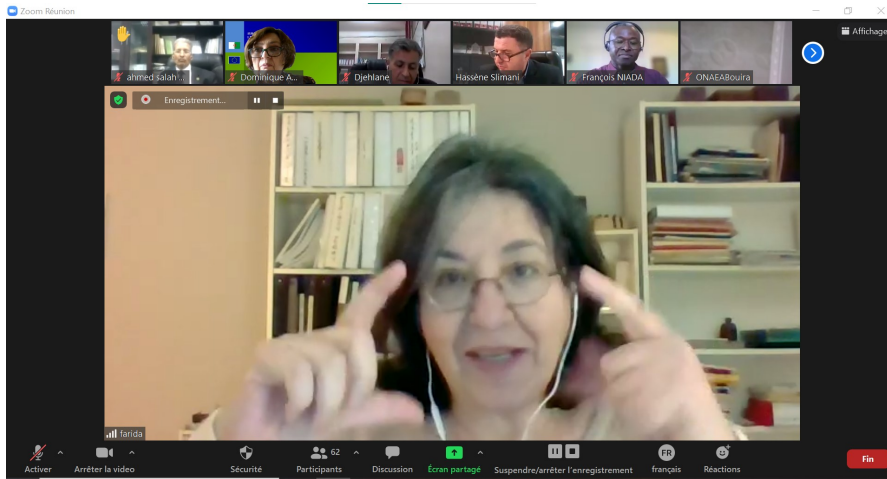 Zoom Réunion
Affichage
ahmed salah ...
Dominique A...
Djehlane
Hassène Slimani
François NIADA
ONAEABouira
Enregistrement...
farida
62
FR
Activer
Arrêter la video
Sécurité
Participants
Discussion
Écran partagé
Suspendre/arrêter l'enregistrement
français
Réactions
Fin